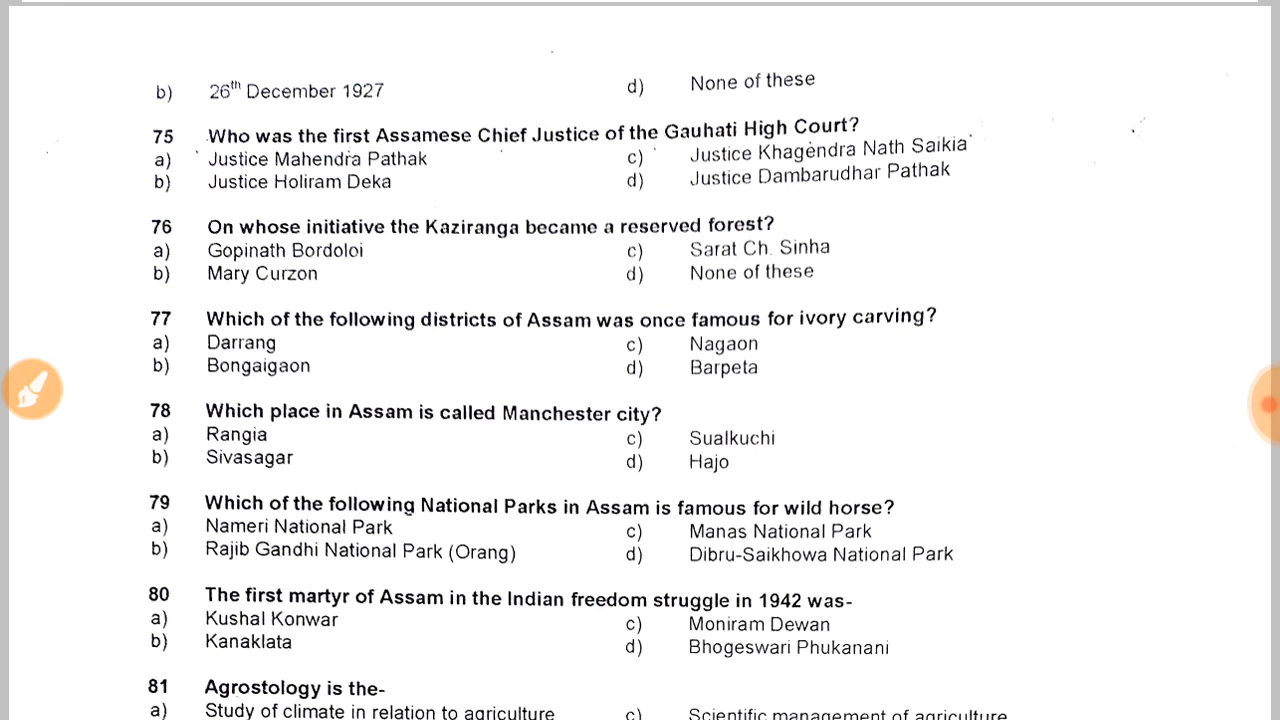 b) 26th December 1927 d) None of these
75 Who was the first Assamese Chief Justice of the Gauhati High Court?
a) Justice Mahendra Pathak c) Justice Khagendra Nath Saikia
b) Justice Holiram Deka d) Justice Dambarudhar Pathak
76 On whose initiative the Kaziranga became a reserved forest?
a) Gopinath Bordoloi c) Sarat Ch. Sinha
b) Mary Curzon d) None of these
77 Which of the following districts of Assam was once famous for ivory carving?
a) Darrang c) Nagaon
b) Bongaigaon d) Barpeta
78 Which place in Assam is called Manchester city?
a) Rangia c) Sualkuchi
b) Sivasagar d) Hajo
79 Which of the following National Parks in Assam is famous for wild horse?
a) Nameri National Park c) Manas National Park
b) Rajib Gandhi National Park (Orang) d) Dibru-Saikhowa National Park
80 The first martyr of Assam in the Indian freedom struggle in 1942 was-
a) Kushal Konwar c) Moniram Dewan
b) Kanaklata d) Bhogeswari Phukanani
81 Agrostology is the-
a) Study of climate in relation to agriculture c) Scientific management of agriculture